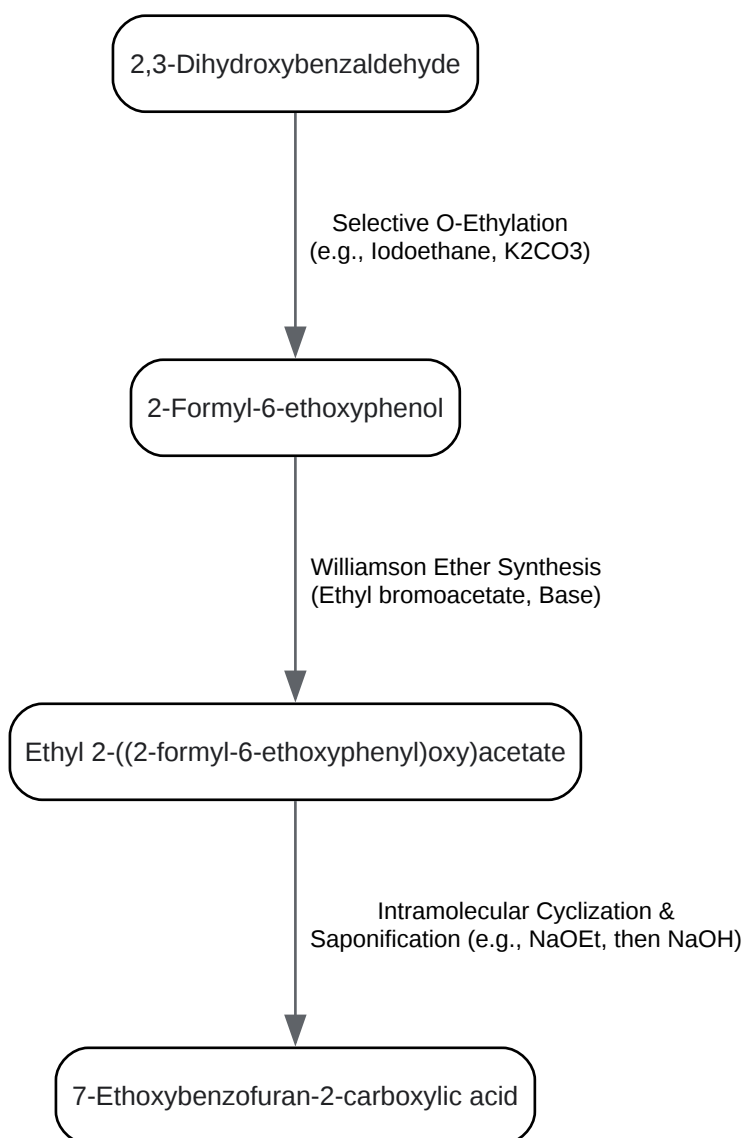 2,3-Dihydroxybenzaldehyde
Selective O-Ethylation
(e.g., Iodoethane, K2CO3)
2-Formyl-6-ethoxyphenol
Williamson Ether Synthesis
(Ethyl bromoacetate, Base)
Ethyl 2-((2-formyl-6-ethoxyphenyl)oxy)acetate
Intramolecular Cyclization &
Saponification (e.g., NaOEt, then NaOH)
7-Ethoxybenzofuran-2-carboxylic acid